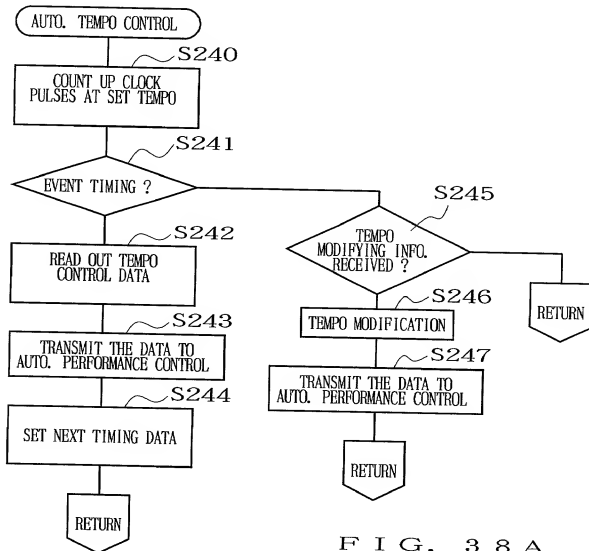 AUTO. TEMPO CONTROL
S240
COUNT UP CLOCK
PULSES AT SET TEMPO
S241
EVENT TIMING ?
S242
READ OUT TEMPO
CONTROL DATA
S243
TRANSMIT THE DATA TO
AUTO. PERFORMANCE CONTROL
S244
SET NEXT TIMING DATA
RETURN
S245
TEMPO
MODIFYING INFO.
RECEIVED ?
RETURN
S246
TEMPO MODIFICATION
S247
TRANSMIT THE DATA TO
AUTO. PERFORMANCE CONTROL
RETURN
FIG. 38A